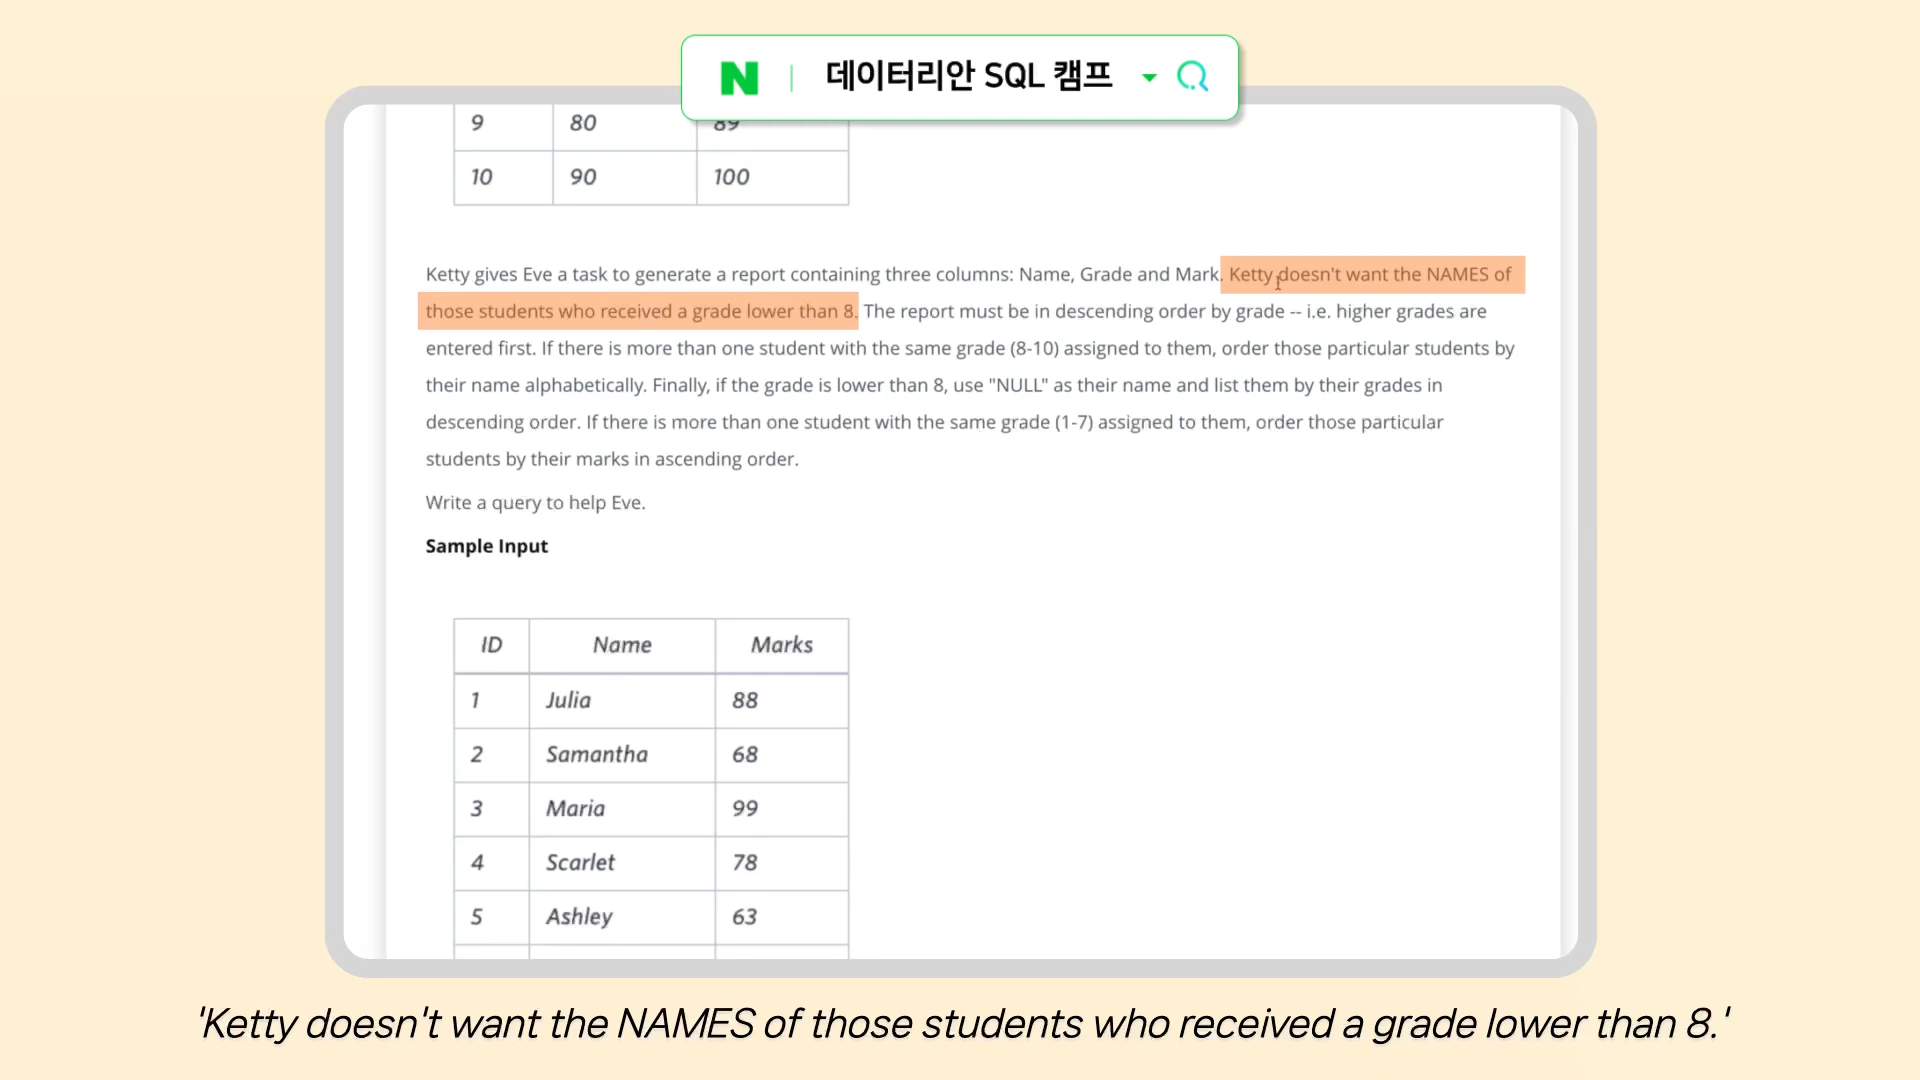 N | 데이터리안 SQL 캠프
9 80 89
10 90 100
Ketty gives Eve a task to generate a report containing three columns: Name, Grade and Mark. Ketty doesn't want the NAMES of
those students who received a grade lower than 8. The report must be in descending order by grade -- i.e. higher grades are
entered first. If there is more than one student with the same grade (8-10) assigned to them, order those particular students by
their name alphabetically. Finally, if the grade is lower than 8, use "NULL" as their name and list them by their grades in
descending order. If there is more than one student with the same grade (1-7) assigned to them, order those particular
students by their marks in ascending order.
Write a query to help Eve.
Sample Input
ID Name Marks
1 Julia 88
2 Samantha 68
3 Maria 99
4 Scarlet 78
5 Ashley 63
'Ketty doesn't want the NAMES of those students who received a grade lower than 8.'